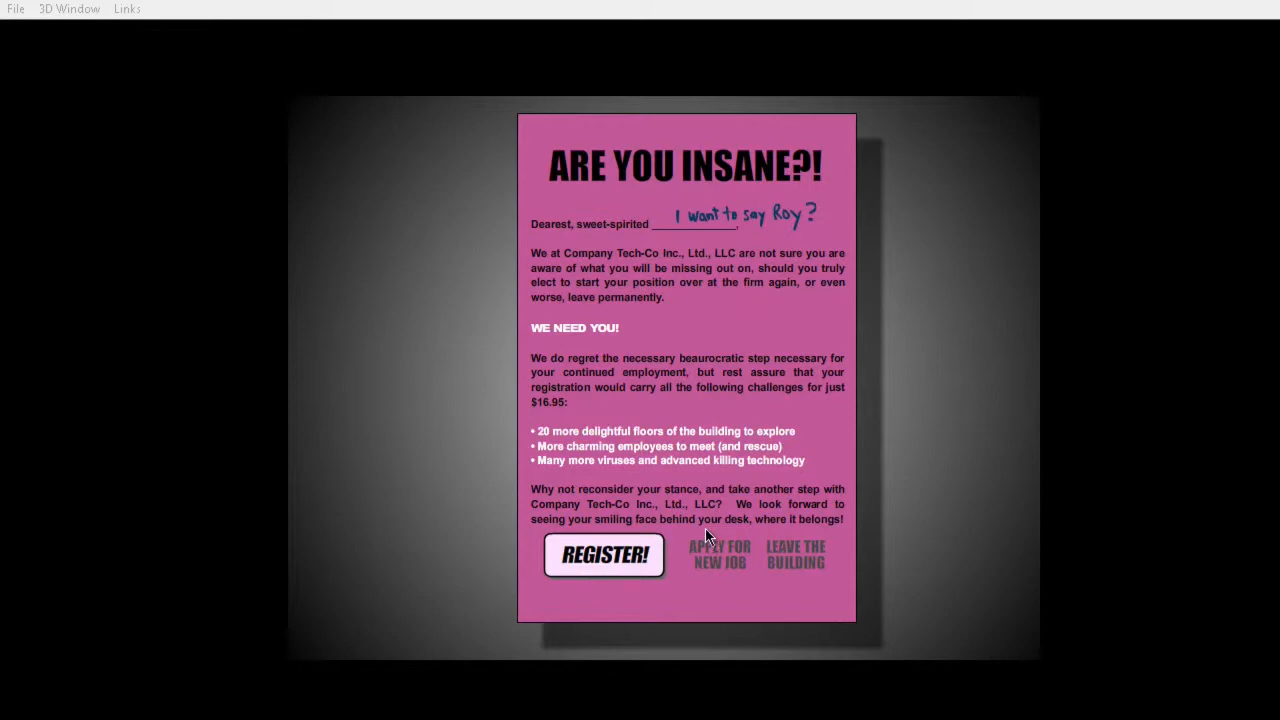 File 3D Window Links
ARE YOU INSANE?!
I want to say Roy?
Dearest, sweet-spirited ______________,
We at Company Tech-Co Inc., Ltd., LLC are not sure you are
aware of what you will be missing out on, should you truly
elect to start your position over at the firm again, or even
worse, leave permanently.
WE NEED YOU!
We do regret the necessary beaurocratic step necessary for
your continued employment, but rest assure that your
registration would carry all the following challenges for just
$16.95:
• 20 more delightful floors of the building to explore
• More charming employees to meet (and rescue)
• Many more viruses and advanced killing technology
Why not reconsider your stance, and take another step with
Company Tech-Co Inc., Ltd., LLC? We look forward to
seeing your smiling face behind your desk, where it belongs!
REGISTER!
APPLY FOR
NEW JOB
LEAVE THE
BUILDING